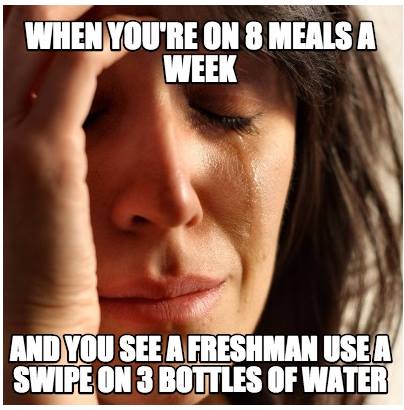 WHEN YOU'RE ON 8 MEALS A
WEEK
AND YOU SEE A FRESHMAN USE A
SWIPE ON 3 BOTTLES OF WATER